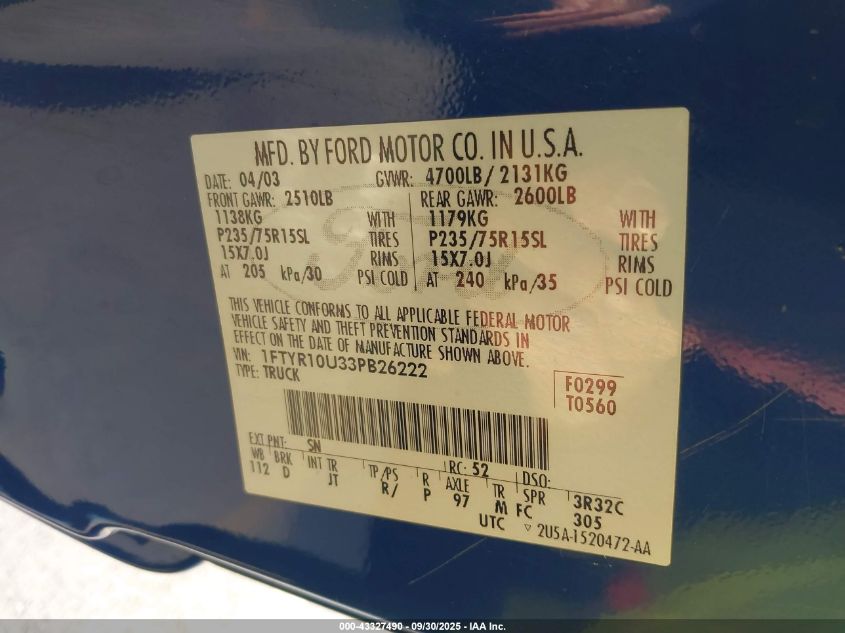 MFD. BY FORD MOTOR CO. IN U.S.A.
DATE: 04/03 GVWR: 4700LB/ 2131KG
FRONT GAWR: 2510LB REAR GAWR: 2600LB
1138KG WITH 1179KG WITH
P235/75R15SL TIRES P235/75R15SL TIRES
15X7.0J RIMS 15X7.0J RIMS
AT 205 kPa/30 PSI COLD AT 240 kPa/35 PSI COLD
THIS VEHICLE CONFORMS TO ALL APPLICABLE FEDERAL MOTOR
VEHICLE SAFETY AND THEFT PREVENTION STANDARDS IN
EFFECT ON THE DATE OF MANUFACTURE SHOWN ABOVE.
VIN: 1FTYR10U33PB26222
TYPE: TRUCK
F0299
T0560
EXT PNT: SN RC: 52 DSO:
WB BRK INT TR TP/PS R AXLE TR SPR 3R32C
112 D JT R/ P 97 M FC 305
UTC ▽ 2U5A-1520472-AA
Ford
000-43327490 - 09/30/2025 - IAA Inc.